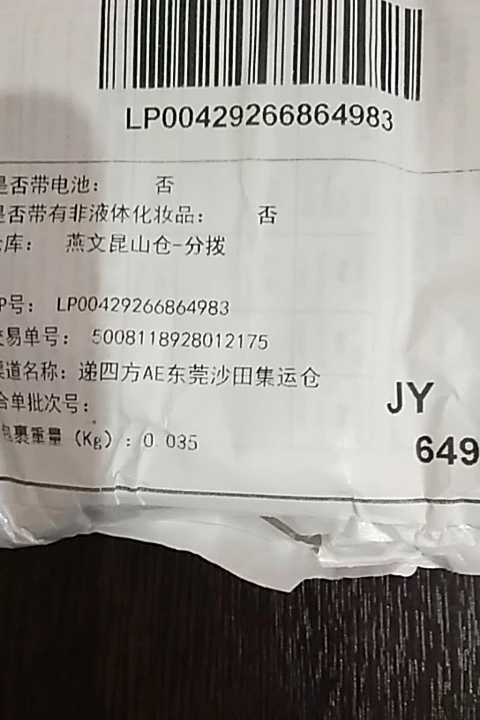 LP00429266864983
是否带电池： 否
是否带有非液体化妆品： 否
仓库： 燕文昆山仓-分拨
LP号： LP00429266864983
交易单号： 5008118928012175
渠道名称：递四方AE东莞沙田集运仓
合单批次号：
JY
包裹重量（Kg）：0.035
649